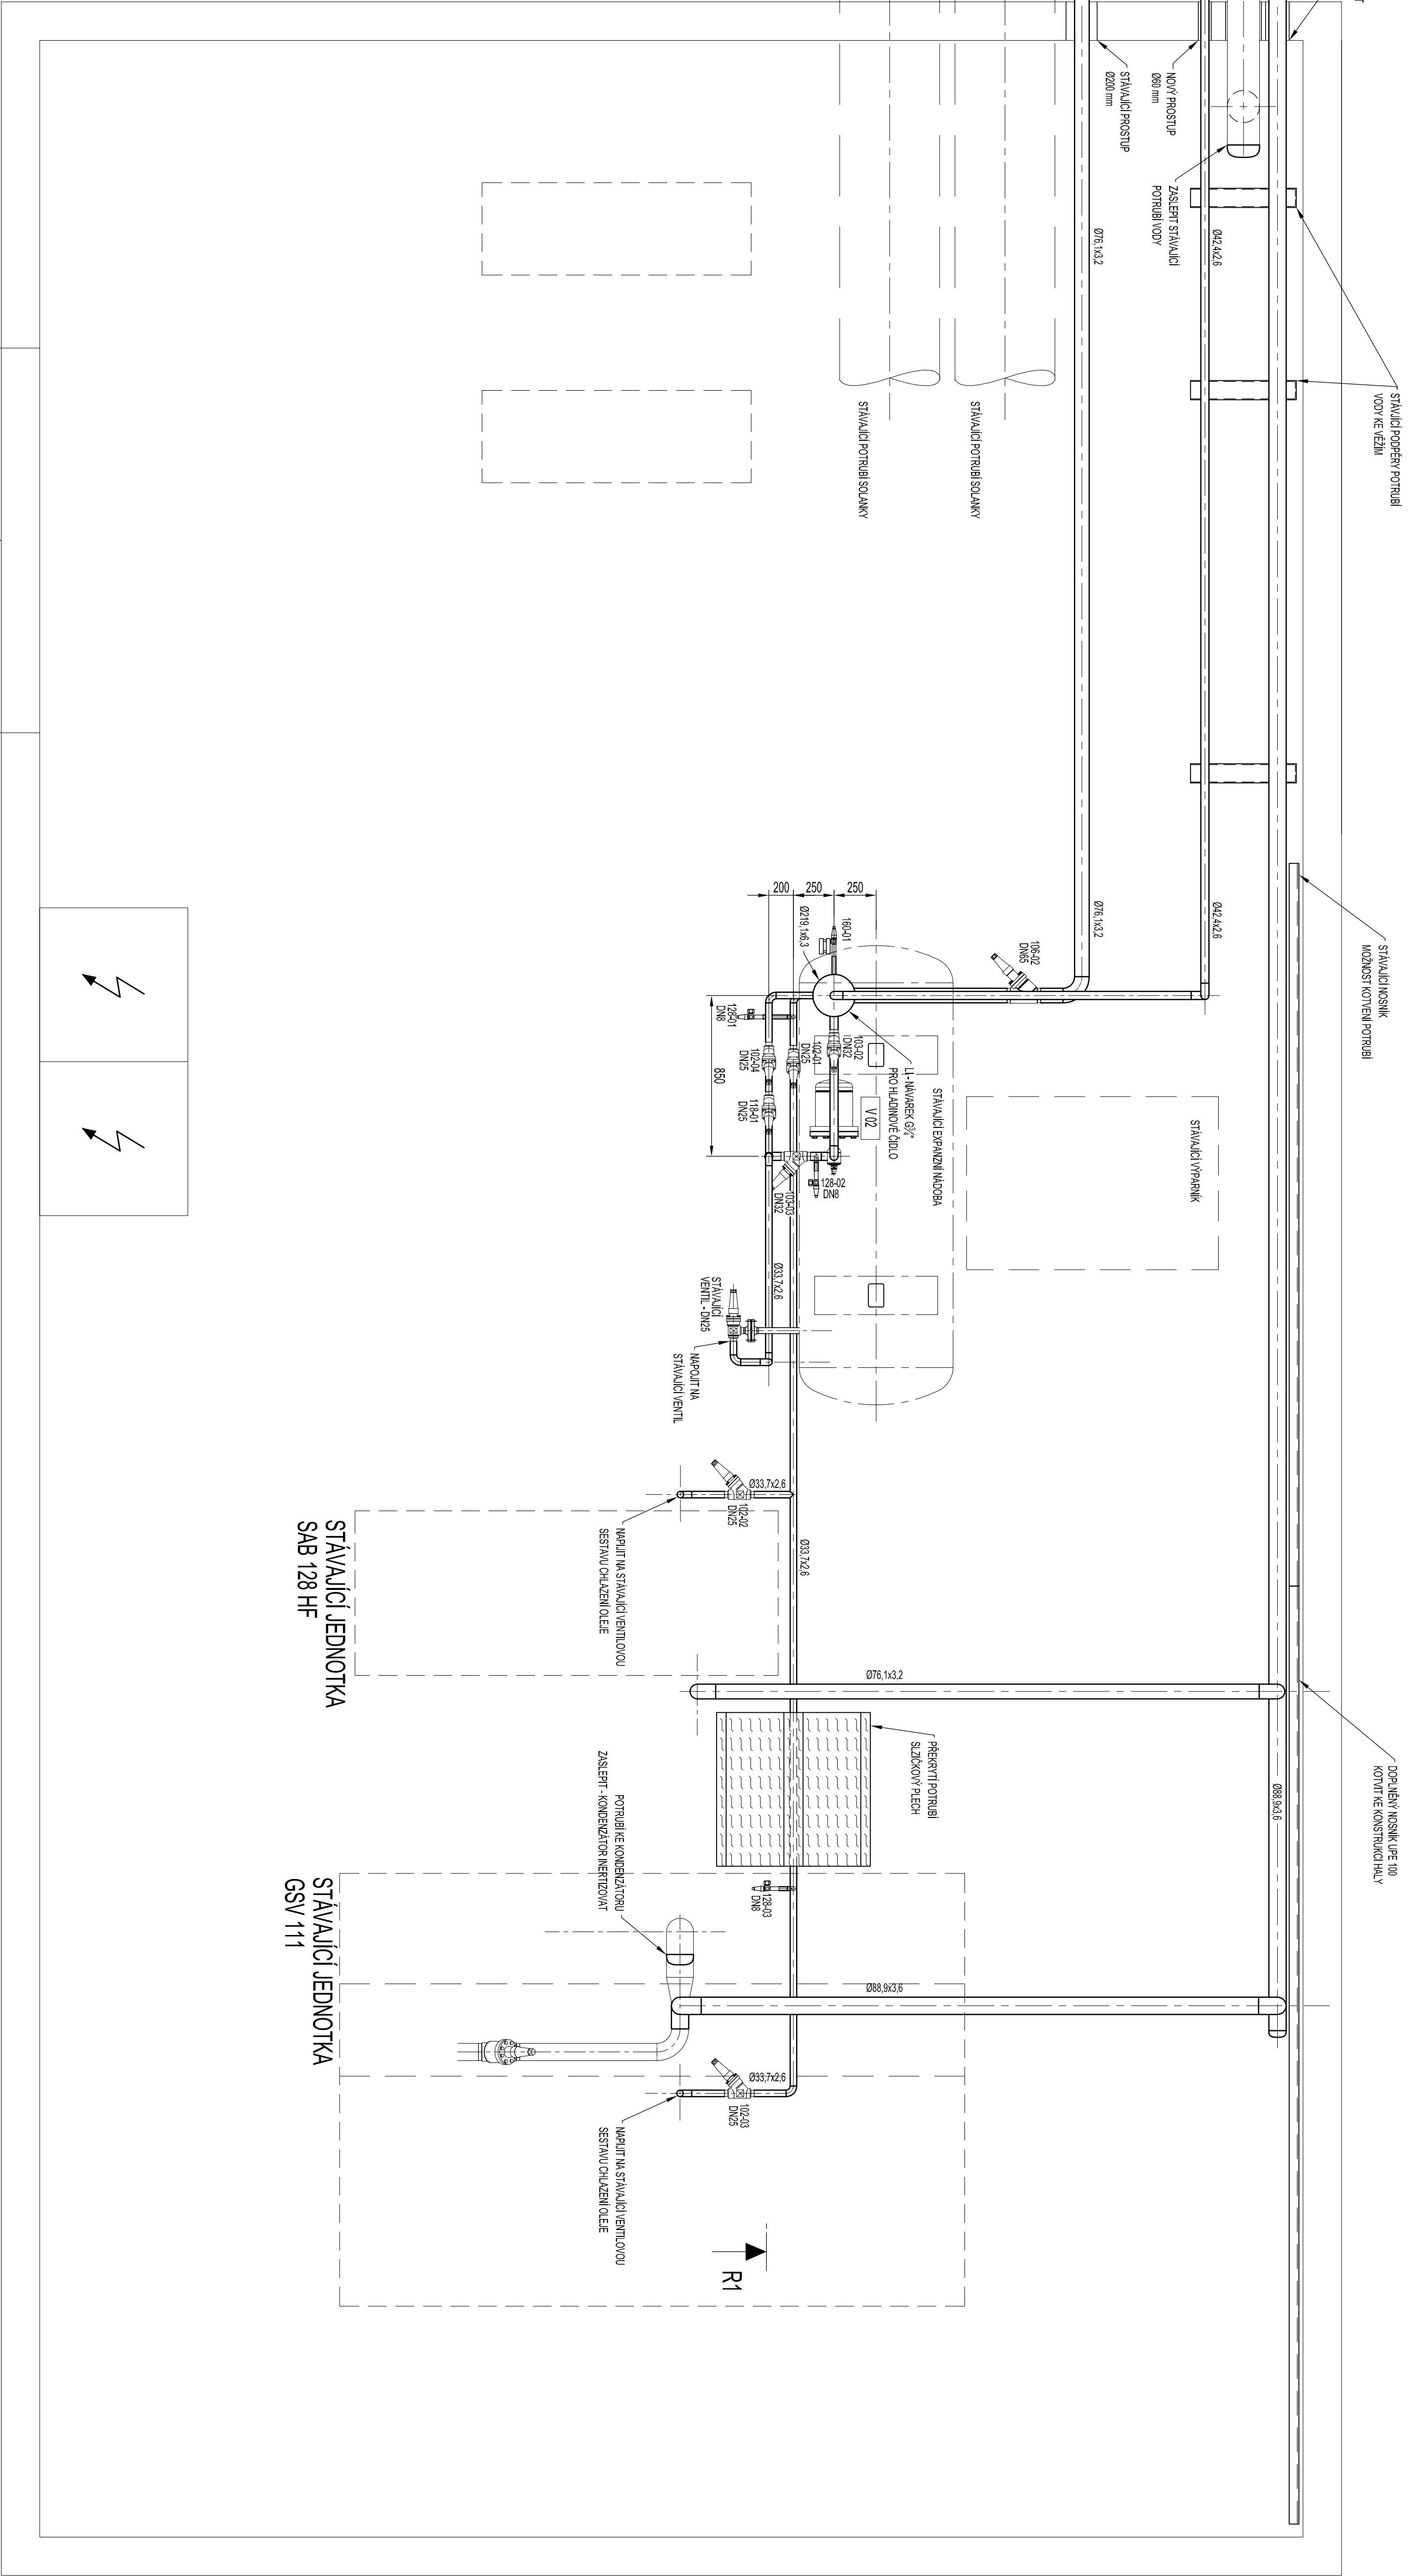 STÁVJÍCÍ PODPĚRY POTRUBÍ
VODY KE VĚŽÍM
STÁVAJÍCÍ NOSNÍK
MOŽNOST KOTVENÍ POTRUBÍ
DOPLNĚNÝ NOSNÍK UPE 100
KOTVIT KE KONSTRUKCI HALY
NOVÝ PROSTUP
Ø60 mm
STÁVAJÍCÍ PROSTUP
Ø200 mm
ZASLEPIT STÁVAJÍCÍ
POTRUBÍ VODY
Ø42,4x2,6
Ø76,1x3,2
Ø42,4x2,6
Ø76,1x3,2
Ø88,9x3,6
STÁVAJÍCÍ POTRUBÍ SOLANKY
STÁVAJÍCÍ POTRUBÍ SOLANKY
STÁVAJÍCÍ VÝPARNÍK
106-02
DN65
STÁVAJÍCÍ EXPANZNÍ NÁDOBA
LI - NÁVAREK G¾"
PRO HLADINOVÉ ČIDLO
V 02
160-01
Ø219,1x6,3
250
250
200
850
103-02
DN32
102-01
DN25
128-01
DN8
102-04
DN25
118-01
DN25
128-02
DN8
103-03
DN32
Ø33,7x2,6
STÁVAJÍCÍ
VENTIL - DN25
NAPOJIT NA
STÁVAJÍCÍ VENTIL
Ø33,7x2,6
102-02
DN25
NAPIJIT NA STÁVAJÍCÍ VENTILOVOU
SESTAVU CHLAZENÍ OLEJE
Ø33,7x2,6
STÁVAJÍCÍ JEDNOTKA
SAB 128 HF
Ø76,1x3,2
PŘEKRYTÍ POTRUBÍ
SLZIČKOVÝ PLECH
128-03
DN8
POTRUBÍ KE KONDENZÁTORU
ZASLEPIT - KONDENZÁTOR INERTIZOVAT
STÁVAJÍCÍ JEDNOTKA
GSV 111
Ø88,9x3,6
Ø33,7x2,6
102-03
DN25
NAPIJIT NA STÁVAJÍCÍ VENTILOVOU
SESTAVU CHLAZENÍ OLEJE
R1